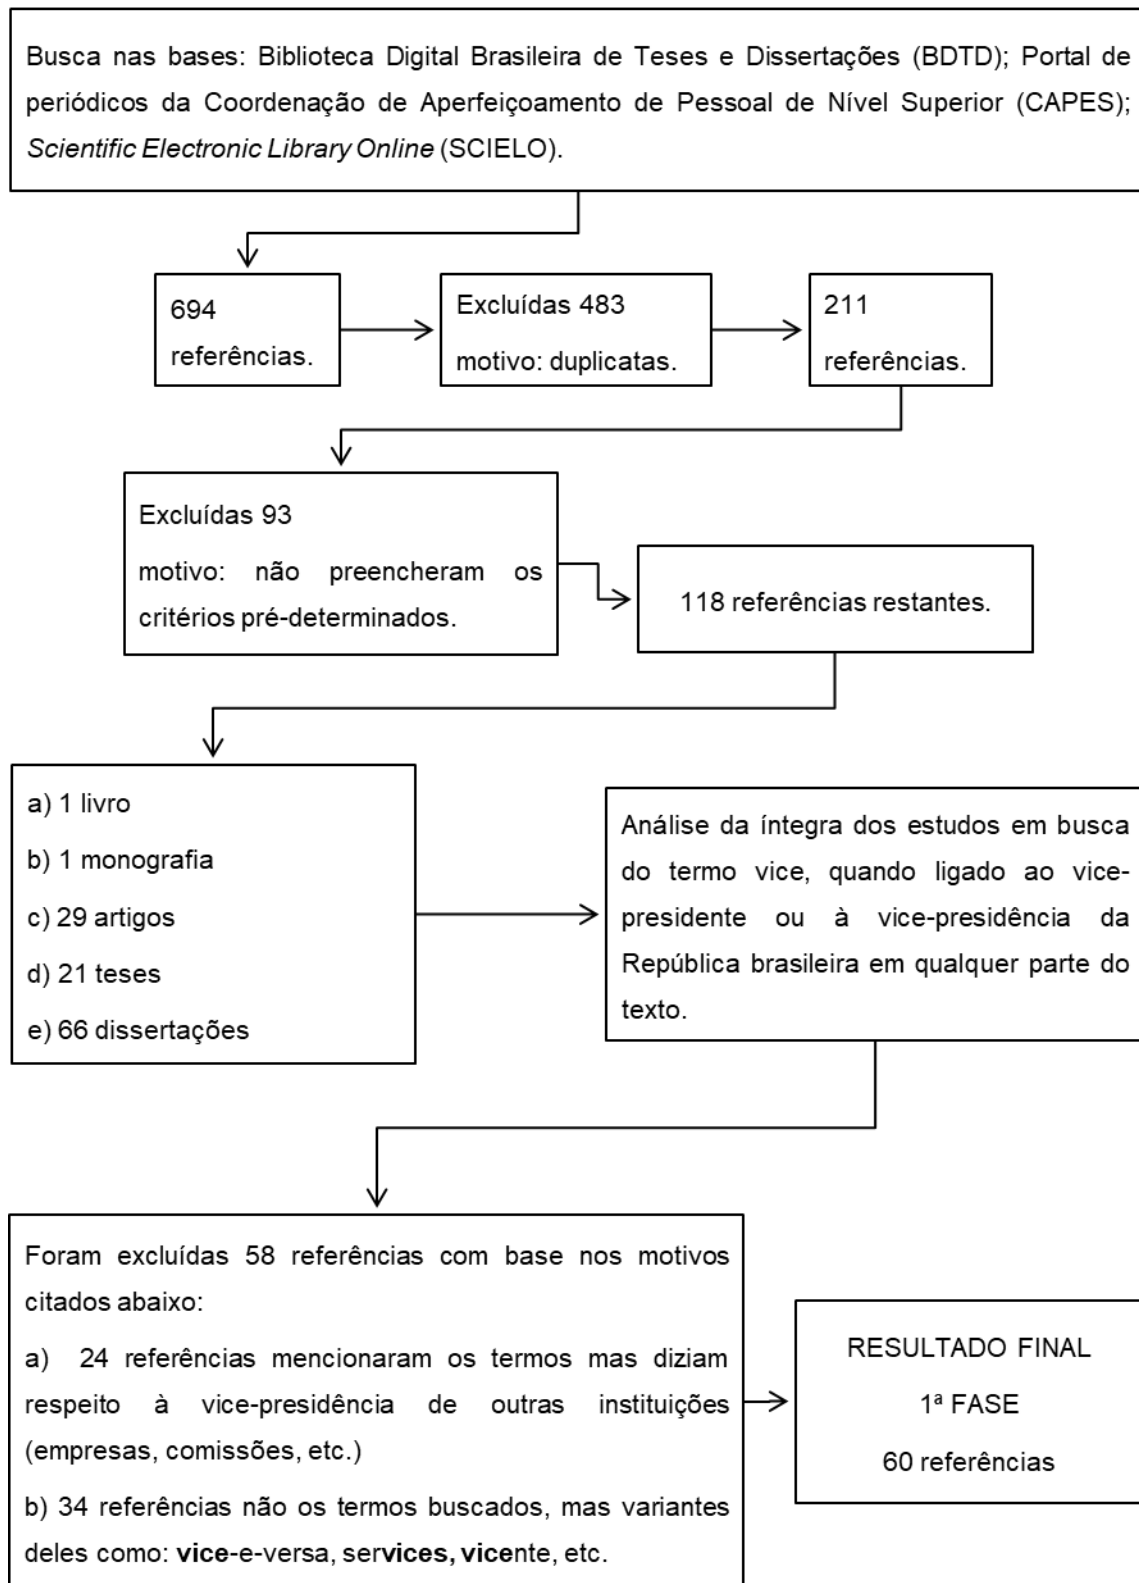 Busca nas bases: Biblioteca Digital Brasileira de Teses e Dissertações (BDTD); Portal de
periódicos da Coordenação de Aperfeiçoamento de Pessoal de Nível Superior (CAPES);
Scientific Electronic Library Online (SCIELO).
694
referências.
Excluídas 483
motivo: duplicatas.
211
referências.
Excluídas 93
motivo: não preencheram os
critérios pré-determinados.
118 referências restantes.
a) 1 livro
b) 1 monografia
c) 29 artigos
d) 21 teses
e) 66 dissertações
Análise da íntegra dos estudos em busca
do termo vice, quando ligado ao vice-
presidente ou à vice-presidência da
República brasileira em qualquer parte do
texto.
Foram excluídas 58 referências com base nos motivos
citados abaixo:
a) 24 referências mencionaram os termos mas diziam
respeito à vice-presidência de outras instituições
(empresas, comissões, etc.)
b) 34 referências não os termos buscados, mas variantes
deles como: vice-e-versa, services, vicente, etc.
RESULTADO FINAL
1ª FASE
60 referências